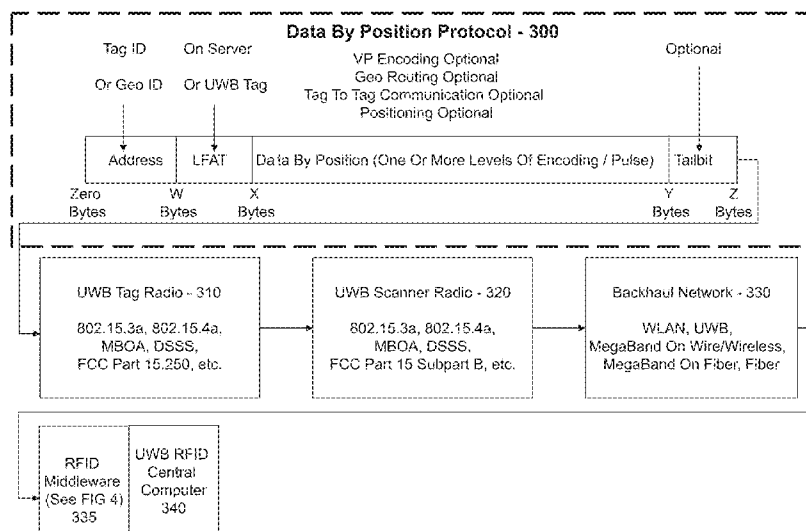 Data By Position Protocol - 300
Tag ID
Or Geo ID
On Server
Or UWB Tag
VP Encoding Optional
Geo Routing Optional
Tag To Tag Communication Optional
Positioning Optional
Optional
Address
LFAT
Data By Position (One Or More Levels Of Encoding / Pulse)
Tailbit
Zero
Bytes
W
Bytes
X
Bytes
Y
Bytes
Z
Bytes
UWB Tag Radio - 310
802.15.3a, 802.15.4a,
MBOA, DSSS,
FCC Part 15.250, etc.
UWB Scanner Radio - 320
802.15.3a, 802.15.4a,
MBOA, DSSS,
FCC Part 15 Subpart B, etc.
Backhaul Network - 330
WLAN, UWB,
MegaBand On Wire/Wireless,
MegaBand On Fiber, Fiber
RFID
Middleware
(See FIG 4)
335
UWB RFID
Central
Computer
340